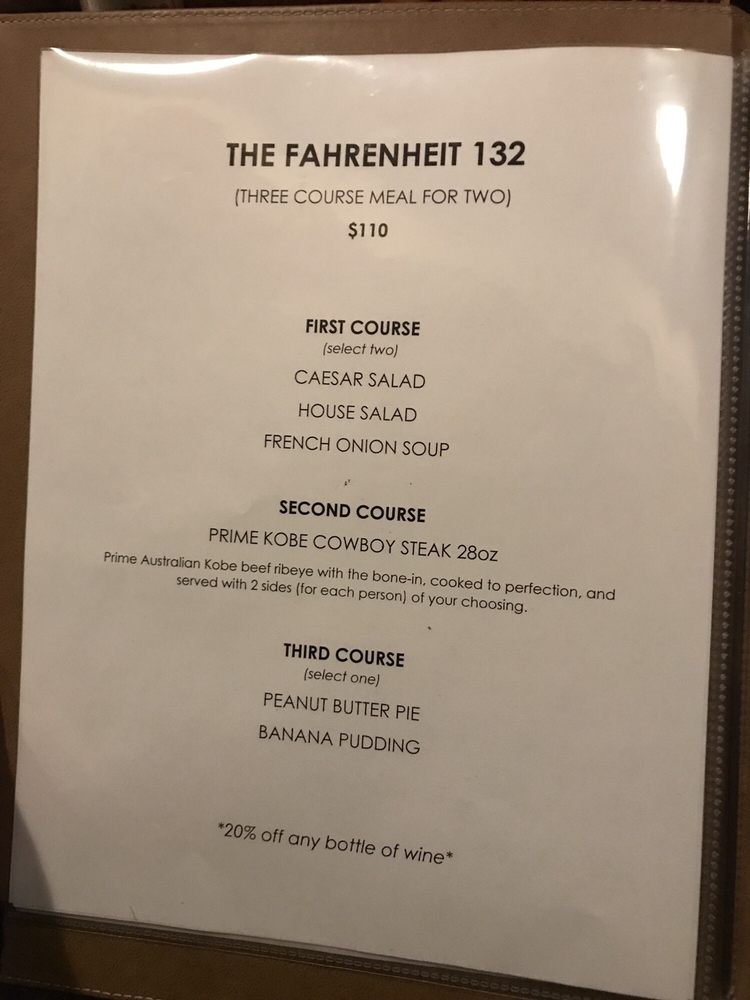 THE FAHRENHEIT 132
(THREE COURSE MEAL FOR TWO)
$110
FIRST COURSE
(select two)
CAESAR SALAD
HOUSE SALAD
FRENCH ONION SOUP
SECOND COURSE
PRIME KOBE COWBOY STEAK 28OZ
Prime Australian Kobe beef ribeye with the bone-in, cooked to perfection, and
served with 2 sides (for each person) of your choosing.
THIRD COURSE
(select one)
PEANUT BUTTER PIE
BANANA PUDDING
*20% off any bottle of wine*